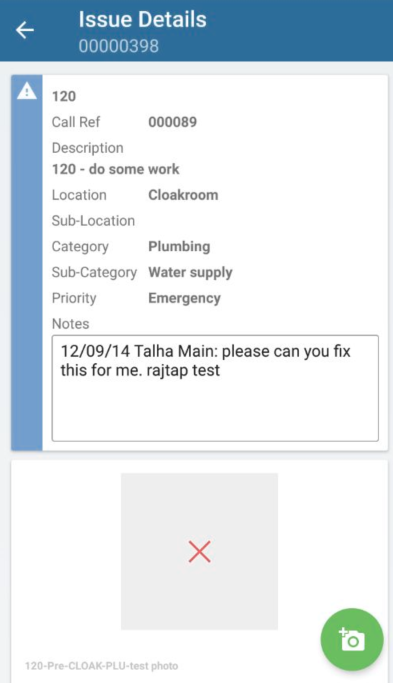 Issue Details
00000398
120
Call Ref 000089
Description
120 - do some work
Location Cloakroom
Sub-Location
Category Plumbing
Sub-Category Water supply
Priority Emergency
Notes
12/09/14 Talha Main: please can you fix
this for me. rajtap test
120-Pre-CLOAK-PLU-test photo